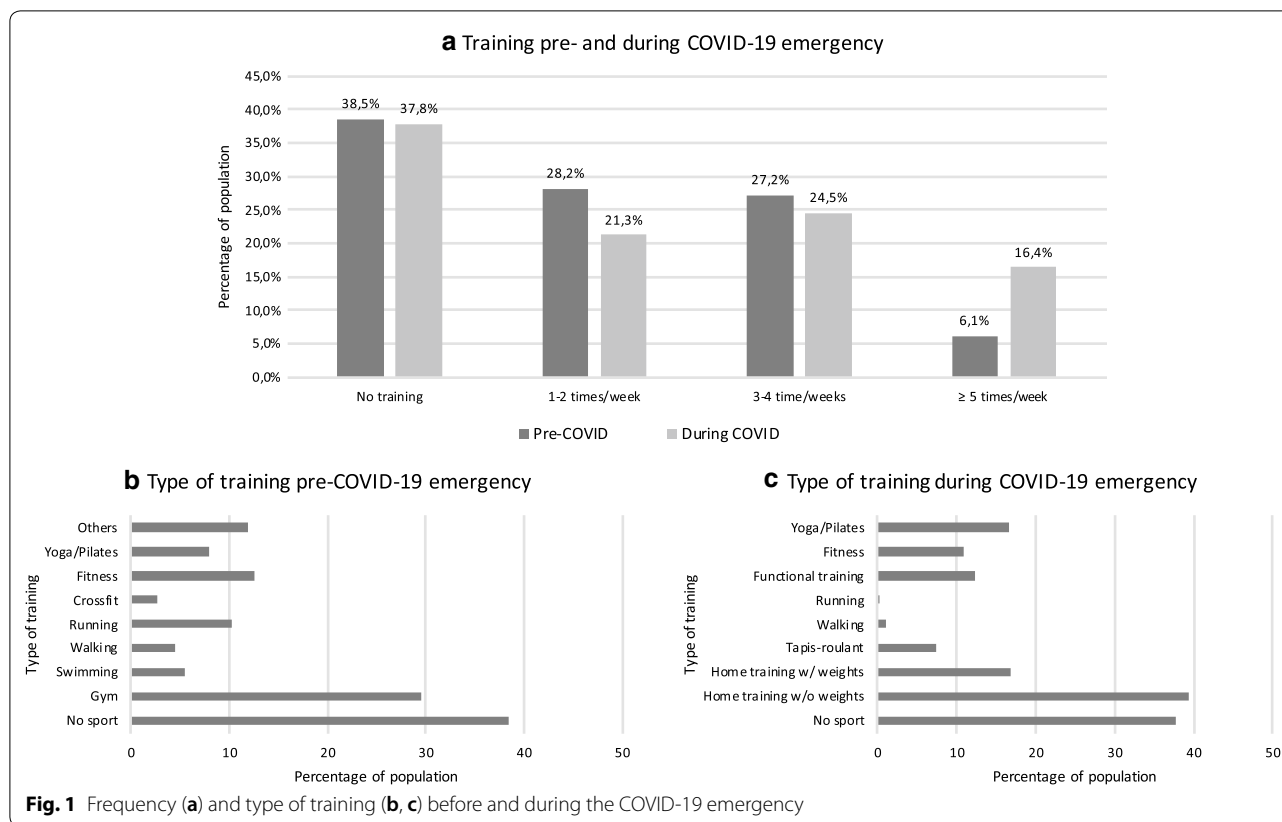 a Training pre- and during COVID-19 emergency
Percentage of population
45,0%
40,0%
35,0%
30,0%
25,0%
20,0%
15,0%
10,0%
5,0%
0,0%
38,5%
37,8%
28,2%
21,3%
27,2%
24,5%
6,1%
16,4%
No training
1-2 times/week
3-4 time/weeks
≥ 5 times/week
Pre-COVID
During COVID
b Type of training pre-COVID-19 emergency
Type of training
Others
Yoga/Pilates
Fitness
Crossfit
Running
Walking
Swimming
Gym
No sport
0 10 20 30 40 50
Percentage of population
c Type of training during COVID-19 emergency
Type of training
Yoga/Pilates
Fitness
Functional training
Running
Walking
Tapis-roulant
Home training w/ weights
Home training w/o weights
No sport
0 10 20 30 40 50
Percentage of population
Fig. 1 Frequency (a) and type of training (b, c) before and during the COVID-19 emergency